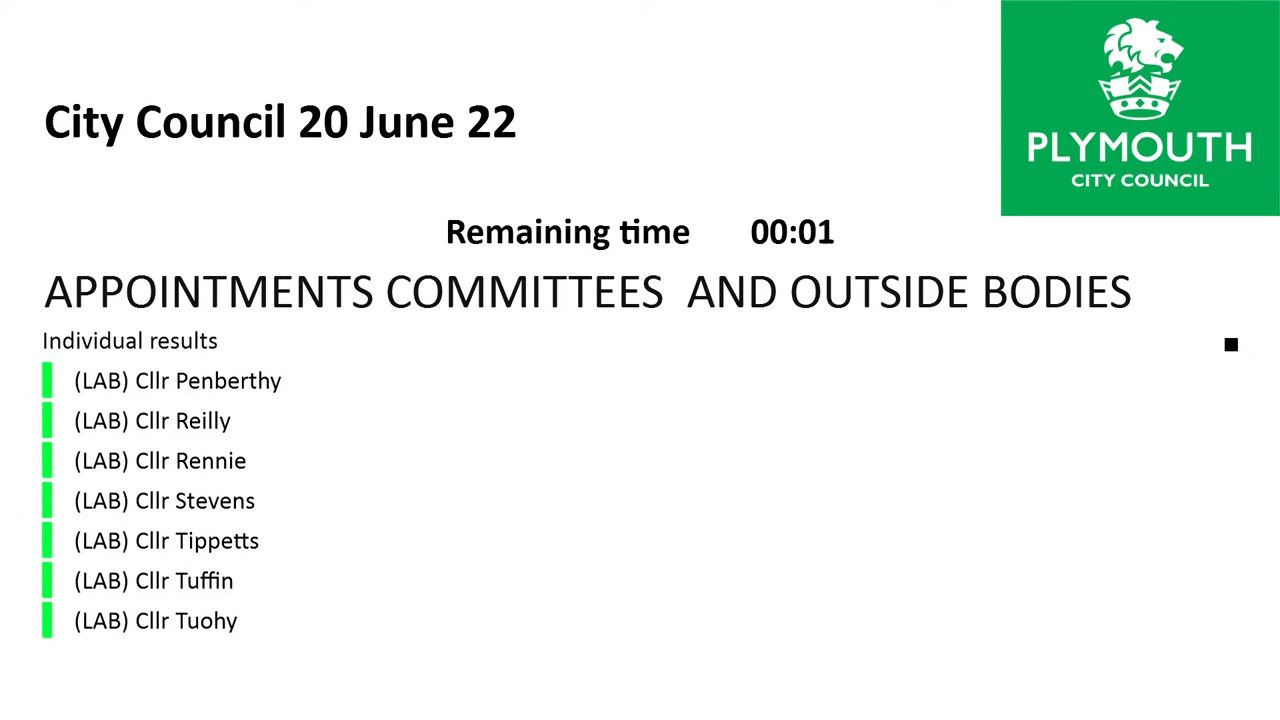 City Council 20 June 22
PLYMOUTH
CITY COUNCIL
Remaining time 00:01
APPOINTMENTS COMMITTEES AND OUTSIDE BODIES
Individual results
(LAB) Cllr Penberthy
(LAB) Cllr Reilly
(LAB) Cllr Rennie
(LAB) Cllr Stevens
(LAB) Cllr Tippetts
(LAB) Cllr Tuffin
(LAB) Cllr Tuohy